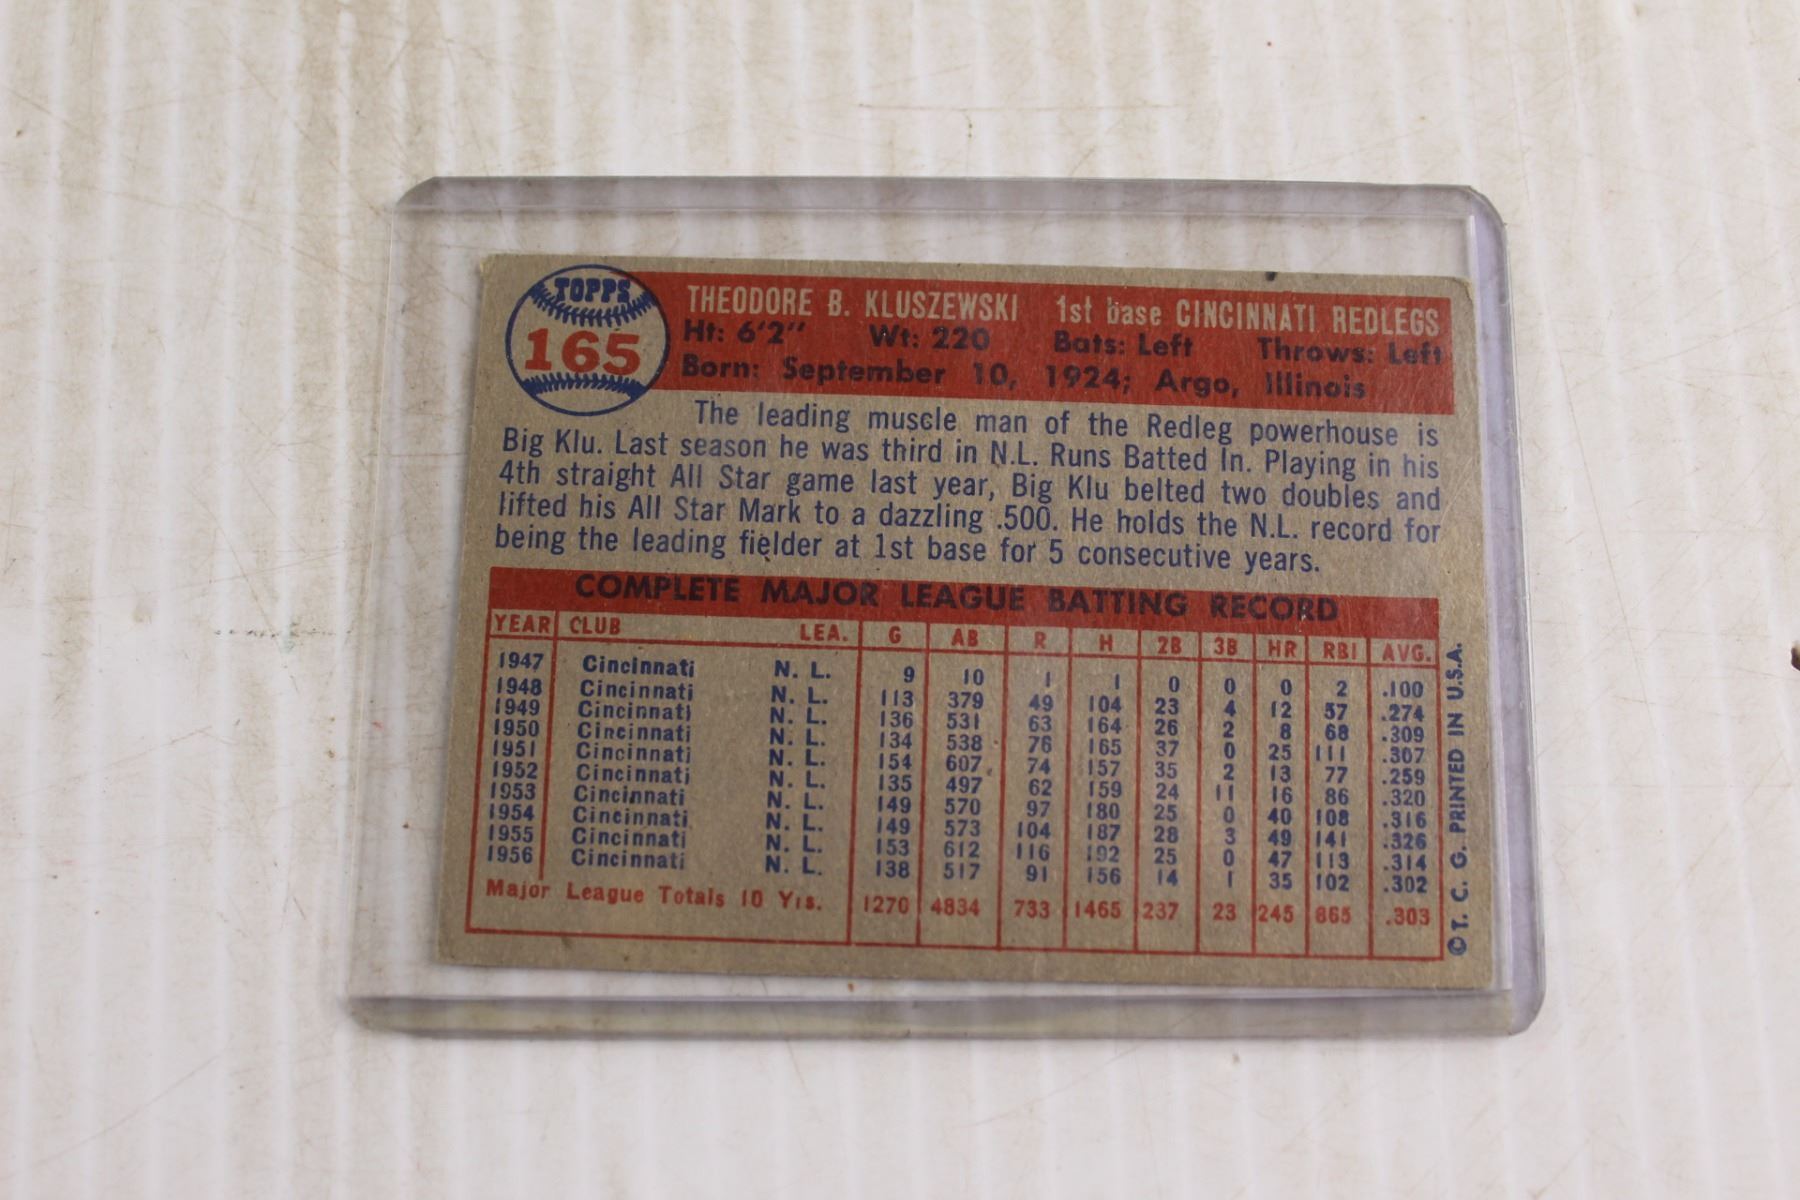 TOPPS
165
THEODORE B. KLUSZEWSKI 1st base CINCINNATI REDLEGS
Ht: 6'2" Wt: 220 Bats: Left Throws: Left
Born: September 10, 1924; Argo, Illinois
The leading muscle man of the Redleg powerhouse is
Big Klu. Last season he was third in N.L. Runs Batted In. Playing in his
4th straight All Star game last year, Big Klu belted two doubles and
lifted his All Star Mark to a dazzling .500. He holds the N.L. record for
being the leading fielder at 1st base for 5 consecutive years.
COMPLETE MAJOR LEAGUE BATTING RECORD
YEAR CLUB LEA. G AB R H 2B 3B HR RBI AVG.
1947 Cincinnati N. L. 9 10 1 1 0 0 0 2 .100
1948 Cincinnati N. L. 113 379 49 104 23 4 12 57 .274
1949 Cincinnati N. L. 136 531 63 164 26 2 8 68 .309
1950 Cincinnati N. L. 134 538 76 165 37 0 25 111 .307
1951 Cincinnati N. L. 154 607 74 157 35 2 13 77 .259
1952 Cincinnati N. L. 135 497 62 159 24 11 16 86 .320
1953 Cincinnati N. L. 149 570 97 180 25 0 40 108 .316
1954 Cincinnati N. L. 149 573 104 187 28 3 49 141 .326
1955 Cincinnati N. L. 153 612 116 192 25 0 47 113 .314
1956 Cincinnati N. L. 138 517 91 156 14 1 35 102 .302
Major League Totals 10 Yrs. 1270 4834 733 1465 237 23 245 865 .303
©T. C. G. PRINTED IN U.S.A.